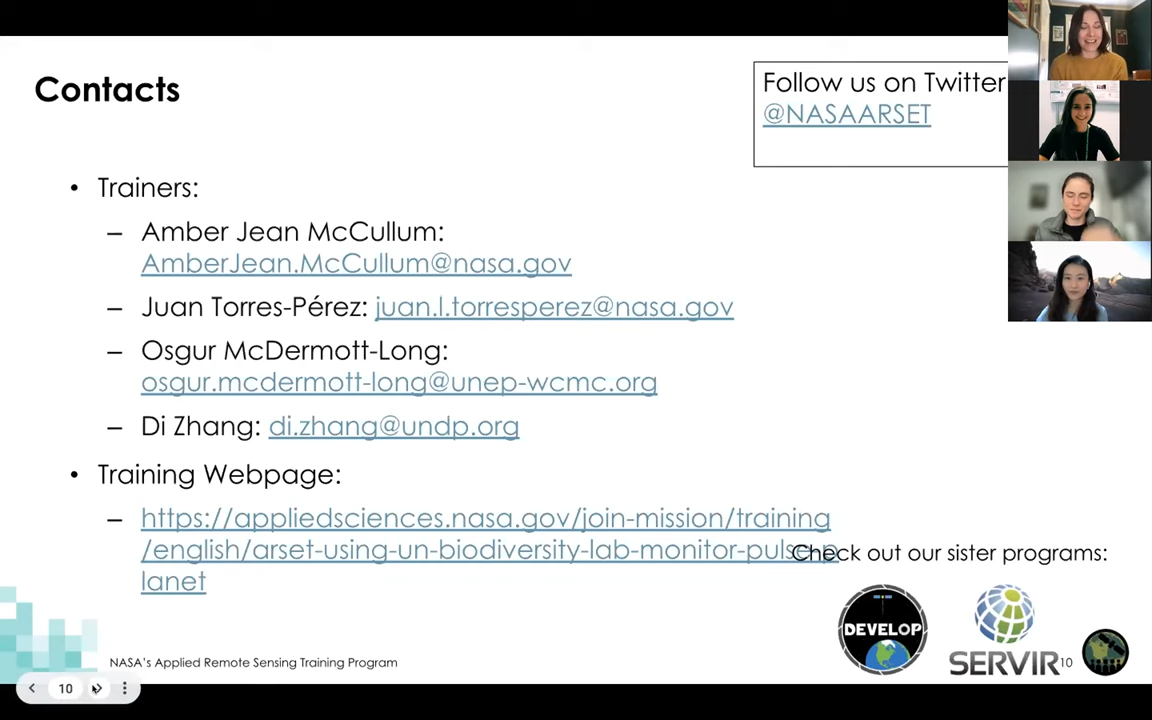 Contacts
Follow us on Twitter
@NASAARSET
• Trainers:
– Amber Jean McCullum:
AmberJean.McCullum@nasa.gov
– Juan Torres-Pérez: juan.l.torresperez@nasa.gov
– Osgur McDermott-Long:
osgur.mcdermott-long@unep-wcmc.org
– Di Zhang: di.zhang@undp.org
• Training Webpage:
– https://appliedsciences.nasa.gov/join-mission/training
/english/arset-using-un-biodiversity-lab-monitor-pulse-p
lanet
Check out our sister programs:
DEVELOP
SERVIR
NASA's Applied Remote Sensing Training Program
10
10